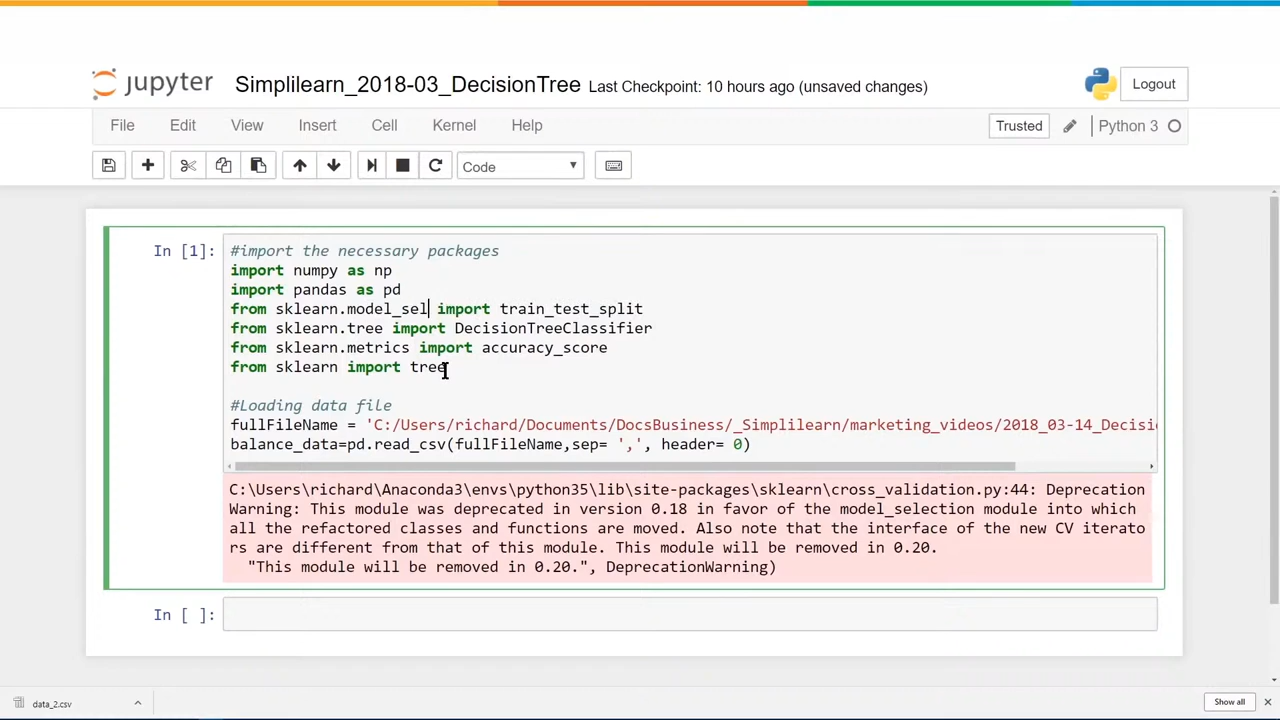 jupyter Simplilearn_2018-03_DecisionTree Last Checkpoint: 10 hours ago (unsaved changes) Logout
File Edit View Insert Cell Kernel Help Trusted Python 3
Code
In [1]: #import the necessary packages
import numpy as np
import pandas as pd
from sklearn.model_sel import train_test_split
from sklearn.tree import DecisionTreeClassifier
from sklearn.metrics import accuracy_score
from sklearn import tree
#Loading data file
fullFileName = 'C:/Users/richard/Documents/DocsBusiness/_Simplilearn/marketing_videos/2018_03-14_Decisi
balance_data=pd.read_csv(fullFileName,sep= ',', header= 0)
C:\Users\richard\Anaconda3\envs\python35\lib\site-packages\sklearn\cross_validation.py:44: Deprecation
Warning: This module was deprecated in version 0.18 in favor of the model_selection module into which
all the refactored classes and functions are moved. Also note that the interface of the new CV iterato
rs are different from that of this module. This module will be removed in 0.20.
"This module will be removed in 0.20.", DeprecationWarning)
In [ ]:
data_2.csv Show all